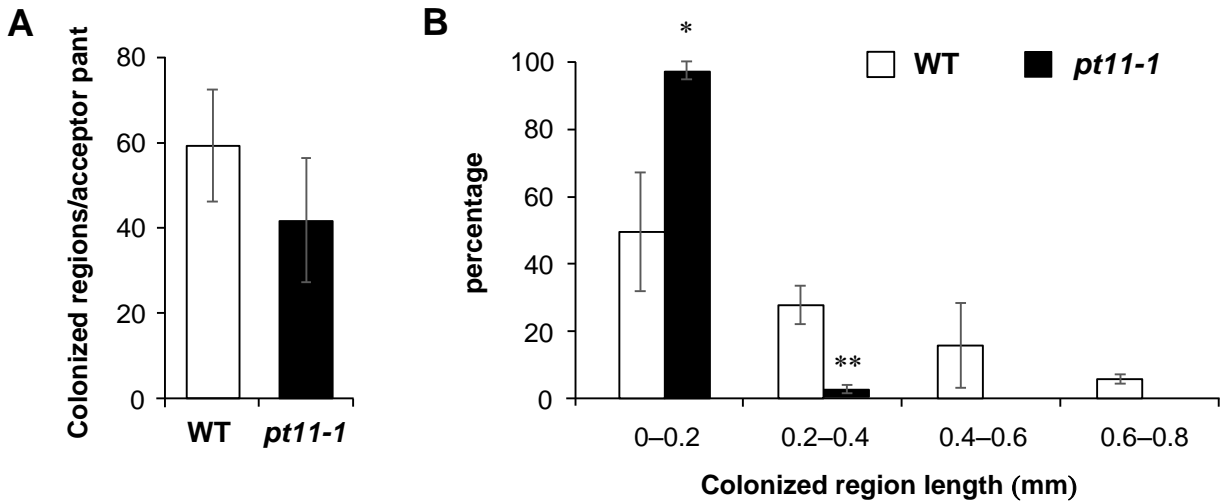 A
Colonized regions/acceptor pant
80
60
40
20
0
WT
pt11-1
B
percentage
100
80
60
40
20
0
*
**
WT
pt11-1
0–0.2
0.2–0.4
0.4–0.6
0.6–0.8
Colonized region length (mm)